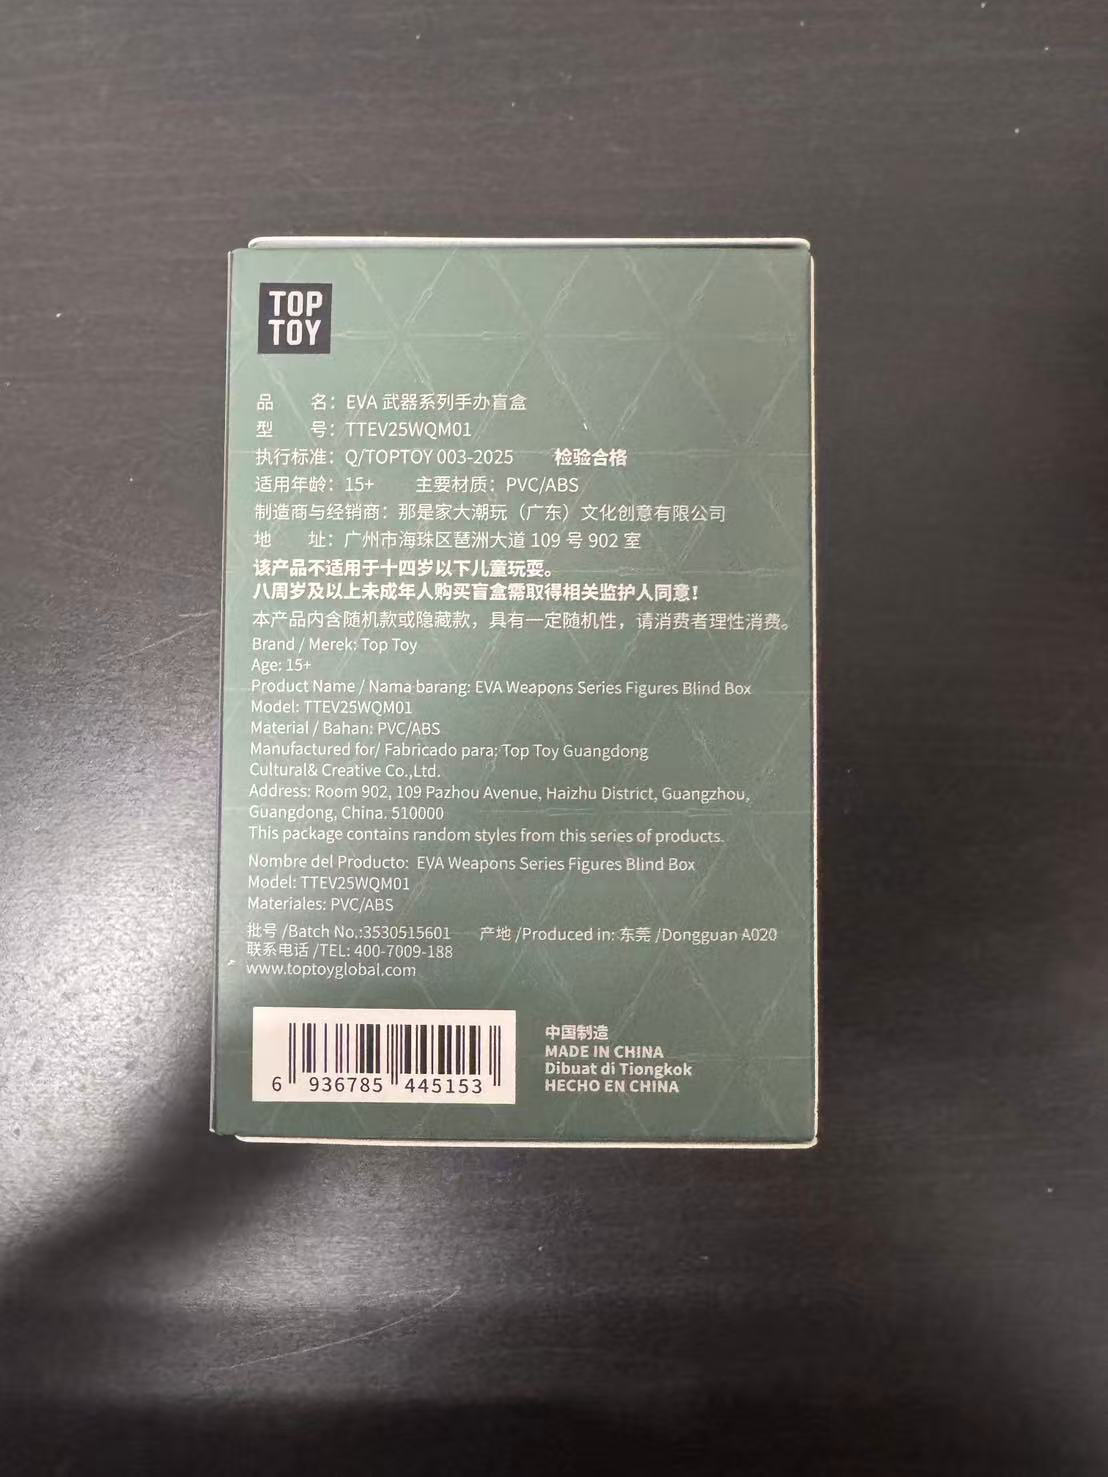 TOP
TOY
品 名：EVA 武器系列手办盲盒
型 号：TTEV25WQM01
执行标准：Q/TOPTOY 003-2025 检验合格
适用年龄：15+ 主要材质：PVC/ABS
制造商与经销商：那是家大潮玩（广东）文化创意有限公司
地 址：广州市海珠区琶洲大道 109 号 902 室
该产品不适用于十四岁以下儿童玩耍。
八周岁及以上未成年人购买盲盒需取得相关监护人同意！
本产品内含随机款或隐藏款，具有一定随机性，请消费者理性消费。
Brand / Merek: Top Toy
Age: 15+
Product Name / Nama barang: EVA Weapons Series Figures Blind Box
Model: TTEV25WQM01
Material / Bahan: PVC/ABS
Manufactured for/ Fabricado para: Top Toy Guangdong
Cultural& Creative Co.,Ltd.
Address: Room 902, 109 Pazhou Avenue, Haizhu District, Guangzhou,
Guangdong, China. 510000
This package contains random styles from this series of products.
Nombre del Producto: EVA Weapons Series Figures Blind Box
Model: TTEV25WQM01
Materiales: PVC/ABS
批号 /Batch No.:3530515601 产地 /Produced in: 东莞 /Dongguan A020
联系电话 /TEL: 400-7009-188
www.toptoyglobal.com
6 936785 445153
中国制造
MADE IN CHINA
Dibuat di Tiongkok
HECHO EN CHINA